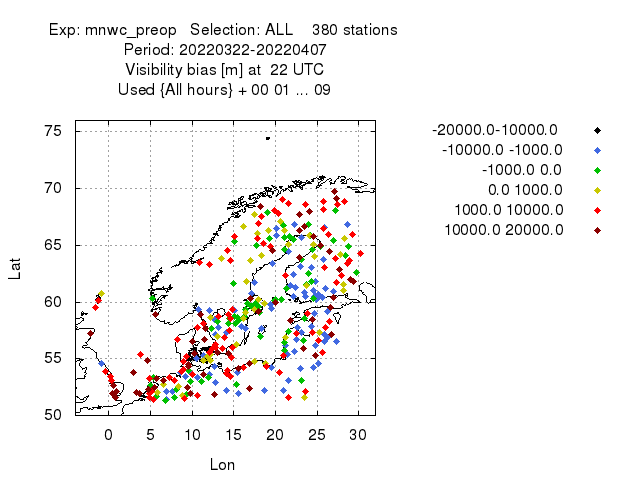 Exp: mnwc_preop   Selection: ALL    380 stations
Period: 20220322-20220407
Visibility bias [m] at  22 UTC
Used {All hours} + 00 01 ... 09
-20000.0-10000.0
-10000.0 -1000.0
-1000.0 0.0
0.0 1000.0
1000.0 10000.0
10000.0 20000.0
75
70
65
60
55
50
Lat
0 5 10 15 20 25 30
Lon